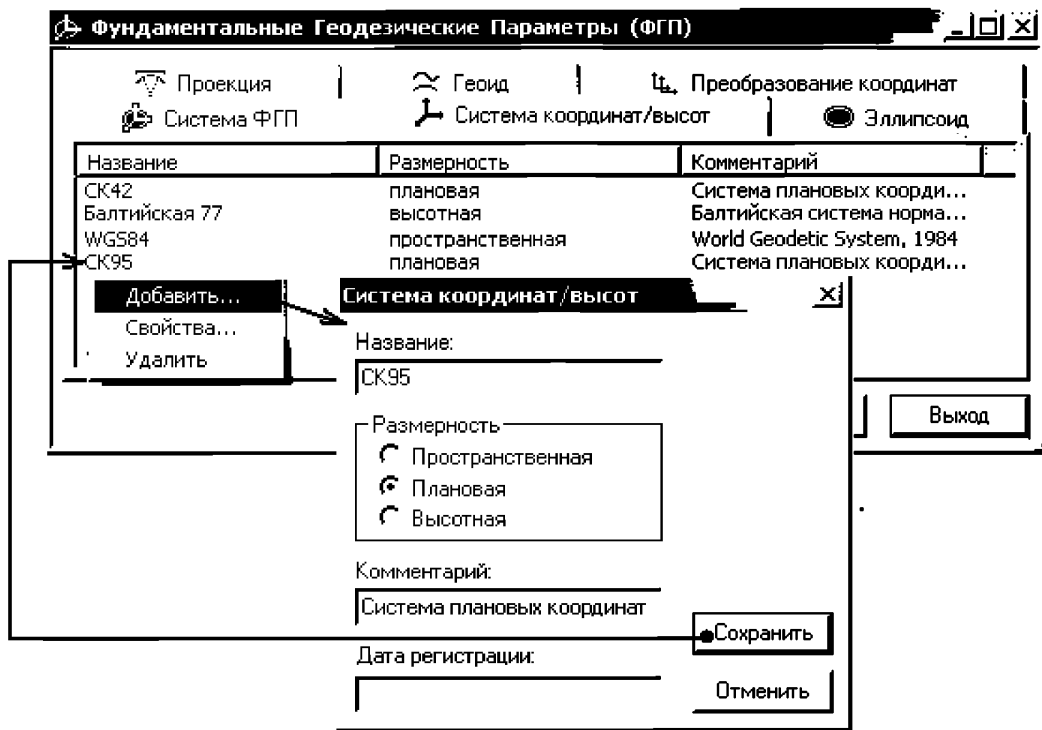 Фундаментальные Геодезические Параметры (ФГП)
Проекция Геоид Преобразование координат
Система ФГП Система координат/высот Эллипсоид
Название Размерность Комментарий
СК42 плановая Система плановых коорди...
Балтийская 77 высотная Балтийская система норма...
WGS84 пространственная World Geodetic System, 1984
СК95 плановая Система плановых коорди...
Добавить...
Свойства...
Удалить
Система координат/высот
Название:
СК95
Размерность
Пространственная
Плановая
Высотная
Комментарий:
Система плановых координат
Дата регистрации:
Сохранить
Отменить
Выход